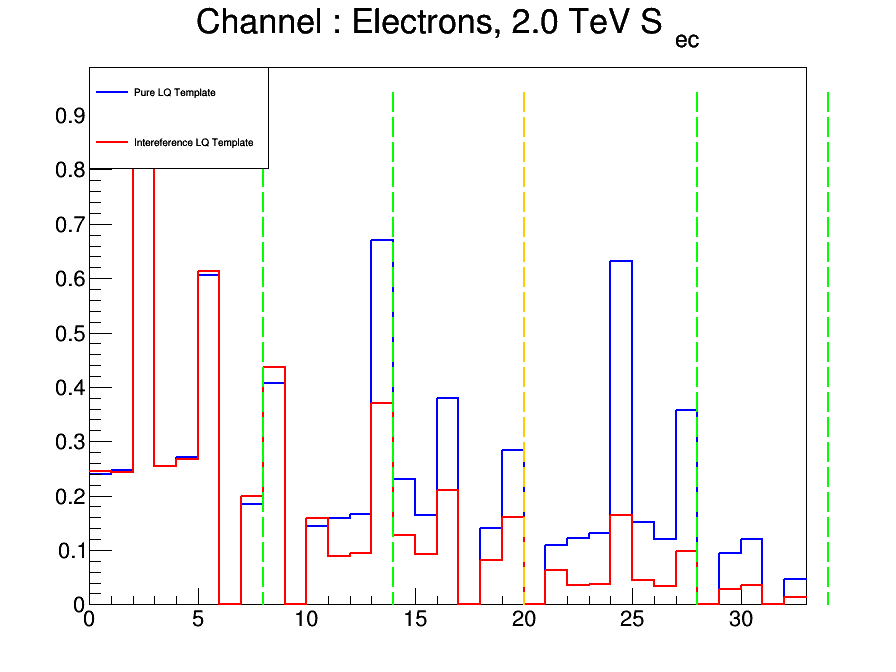 Channel : Electrons, 2.0 TeV S ec
Pure LQ Template
Intereference LQ Template
0.9
0.8
0.7
0.6
0.5
0.4
0.3
0.2
0.1
0
0 5 10 15 20 25 30